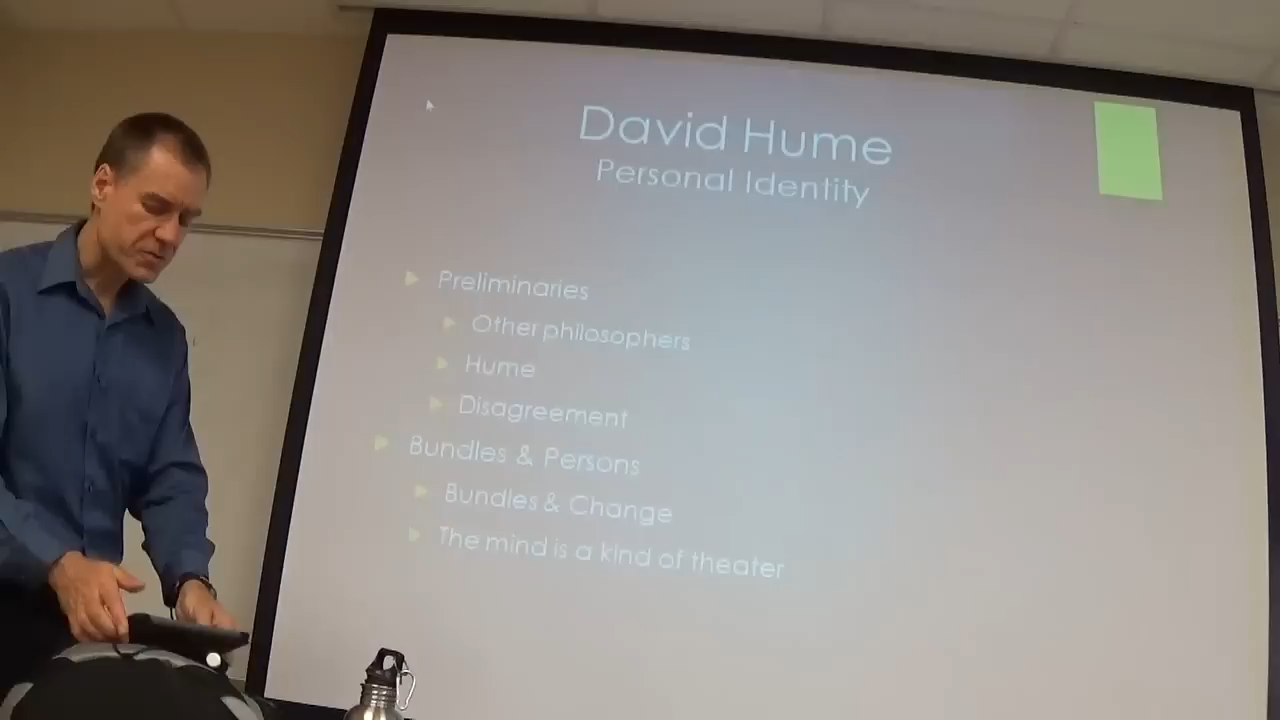 David Hume
Personal Identity
Preliminaries
Other philosophers
Hume
Disagreement
Bundles & Persons
Bundles & Change
The mind is a kind of theater